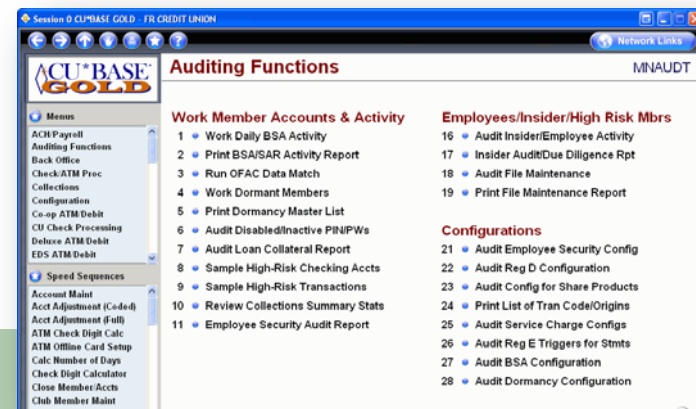 Session 0 CU*BASE GOLD - FR CREDIT UNION
Network Links
CU*BASE
GOLD
Auditing Functions
MNAUDT
Menus
ACH/Payroll
Auditing Functions
Back Office
Check/ATM Proc
Collections
Configuration
Co-op ATM/Debit
CU Check Processing
Deluxe ATM/Debit
EDS ATM/Debit
Speed Sequences
Account Maint
Acct Adjustment (Coded)
Acct Adjustment (Full)
ATM Check Digit Calc
ATM Offline Card Setup
Calc Number of Days
Check Digit Calculator
Close Member/Accts
Club Member Maint
Work Member Accounts & Activity
1 Work Daily BSA Activity
2 Print BSA/SAR Activity Report
3 Run OFAC Data Match
4 Work Dormant Members
5 Print Dormancy Master List
6 Audit Disabled/Inactive PIN/PWs
7 Audit Loan Collateral Report
8 Sample High-Risk Checking Accts
9 Sample High-Risk Transactions
10 Review Collections Summary Stats
11 Employee Security Audit Report
Employees/Insider/High Risk Mbrs
16 Audit Insider/Employee Activity
17 Insider Audit/Due Diligence Rpt
18 Audit File Maintenance
19 Print File Maintenance Report
Configurations
21 Audit Employee Security Config
22 Audit Reg D Configuration
23 Audit Config for Share Products
24 Print List of Tran Code/Origins
25 Audit Service Charge Configs
26 Audit Reg E Triggers for Stmts
27 Audit BSA Configuration
28 Audit Dormancy Configuration